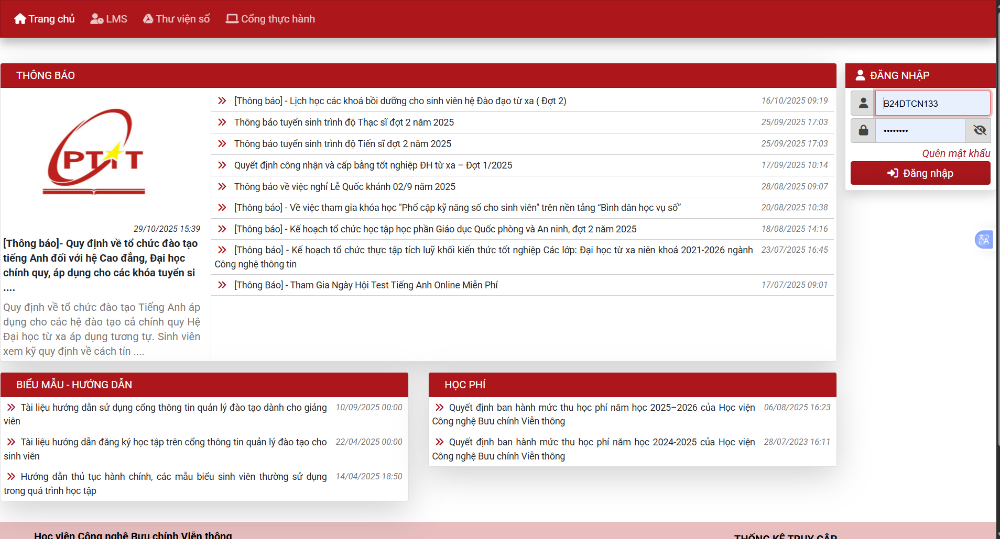 Trang chủ
LMS
Thư viện số
Cổng thực hành
THÔNG BÁO
PTIT
29/10/2025 15:39
[Thông báo]- Quy định về tổ chức đào tạo
tiếng Anh đối với hệ Cao đẳng, Đại học
chính quy, áp dụng cho các khóa tuyển si
....
Quy định về tổ chức đào tạo Tiếng Anh áp
dụng cho các hệ đào tạo cả chính quy Hệ
Đại học từ xa áp dụng tương tự. Sinh viên
xem kỹ quy định về cách tín ....
[Thông báo] - Lịch học các khoá bồi dưỡng cho sinh viên hệ Đào đạo từ xa ( Đợt 2) 16/10/2025 09:19
Thông báo tuyển sinh trình độ Thạc sĩ đợt 2 năm 2025 25/09/2025 17:03
Thông báo tuyển sinh trình độ Tiến sĩ đợt 2 năm 2025 25/09/2025 17:03
Quyết định công nhận và cấp bằng tốt nghiệp ĐH từ xa – Đợt 1/2025 17/09/2025 10:14
Thông báo về việc nghỉ Lễ Quốc khánh 02/9 năm 2025 28/08/2025 09:07
[Thông báo] - Về việc tham gia khóa học "Phổ cập kỹ năng số cho sinh viên" trên nền tảng “Bình dân học vụ số” 20/08/2025 10:38
[Thông báo] - Kế hoạch tổ chức học tập học phần Giáo dục Quốc phòng và An ninh, đợt 2 năm 2025 18/08/2025 14:16
[Thông báo] - Kế hoạch tổ chức thực tập tích luỹ khối kiến thức tốt nghiệp Các lớp: Đại học từ xa niên khoá 2021-2026 ngành 23/07/2025 16:45
Công nghệ thông tin
[Thông Báo] - Tham Gia Ngày Hội Test Tiếng Anh Online Miễn Phí 17/07/2025 09:01
ĐĂNG NHẬP
B24DTCN133
••••••••
Quên mật khẩu
Đăng nhập
BIỂU MẪU - HƯỚNG DẪN
Tài liệu hướng dẫn sử dụng cổng thông tin quản lý đào tạo dành cho giảng 10/09/2025 00:00
viên
Tài liệu hướng dẫn đăng ký học tập trên cổng thông tin quản lý đào tạo cho 22/04/2025 00:00
sinh viên
Hướng dẫn thủ tục hành chính, các mẫu biểu sinh viên thường sử dụng 14/04/2025 18:50
trong quá trình học tập
HỌC PHÍ
Quyết định ban hành mức thu học phí năm học 2025–2026 của Học viện 06/08/2025 16:23
Công nghệ Bưu chính Viễn thông
Quyết định ban hành mức thu học phí năm học 2024-2025 của Học viện 28/07/2023 16:11
Công nghệ Bưu chính Viễn thông
Học viện Công nghệ Bưu chính Viễn thông
THỐNG KÊ TRUY CẬP